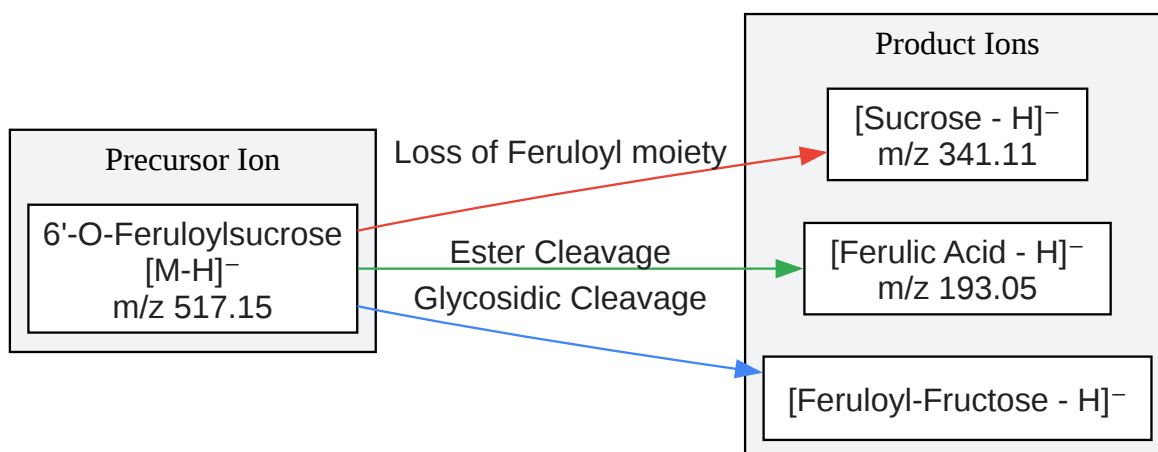 Precursor Ion
6'-O-Feruloylsucrose
[M-H]⁻
m/z 517.15
Loss of Feruloyl moiety
Ester Cleavage
Glycosidic Cleavage
Product Ions
[Sucrose - H]⁻
m/z 341.11
[Ferulic Acid - H]⁻
m/z 193.05
[Feruloyl-Fructose - H]⁻